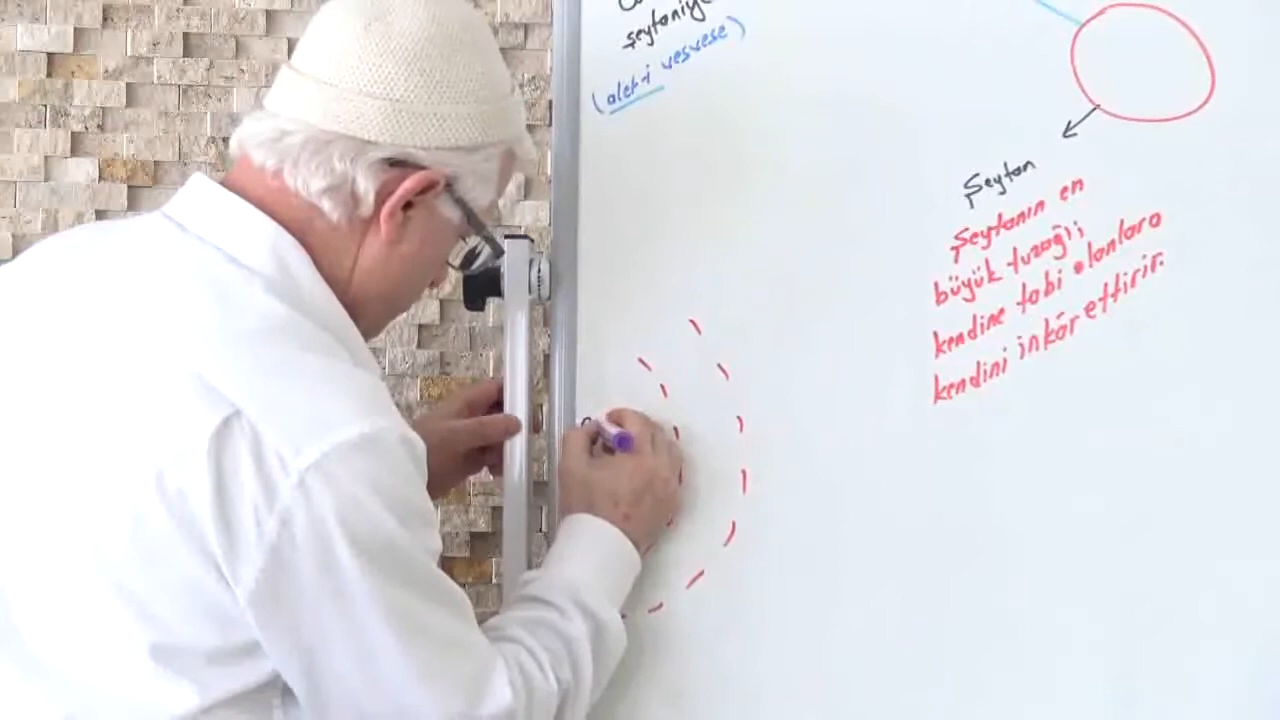 şeytaniye
(alet-i vesvese)
Şeytan
Şeytanın en
büyük tuzağı;
kendine tabi olanlara
kendini inkâr ettirir.